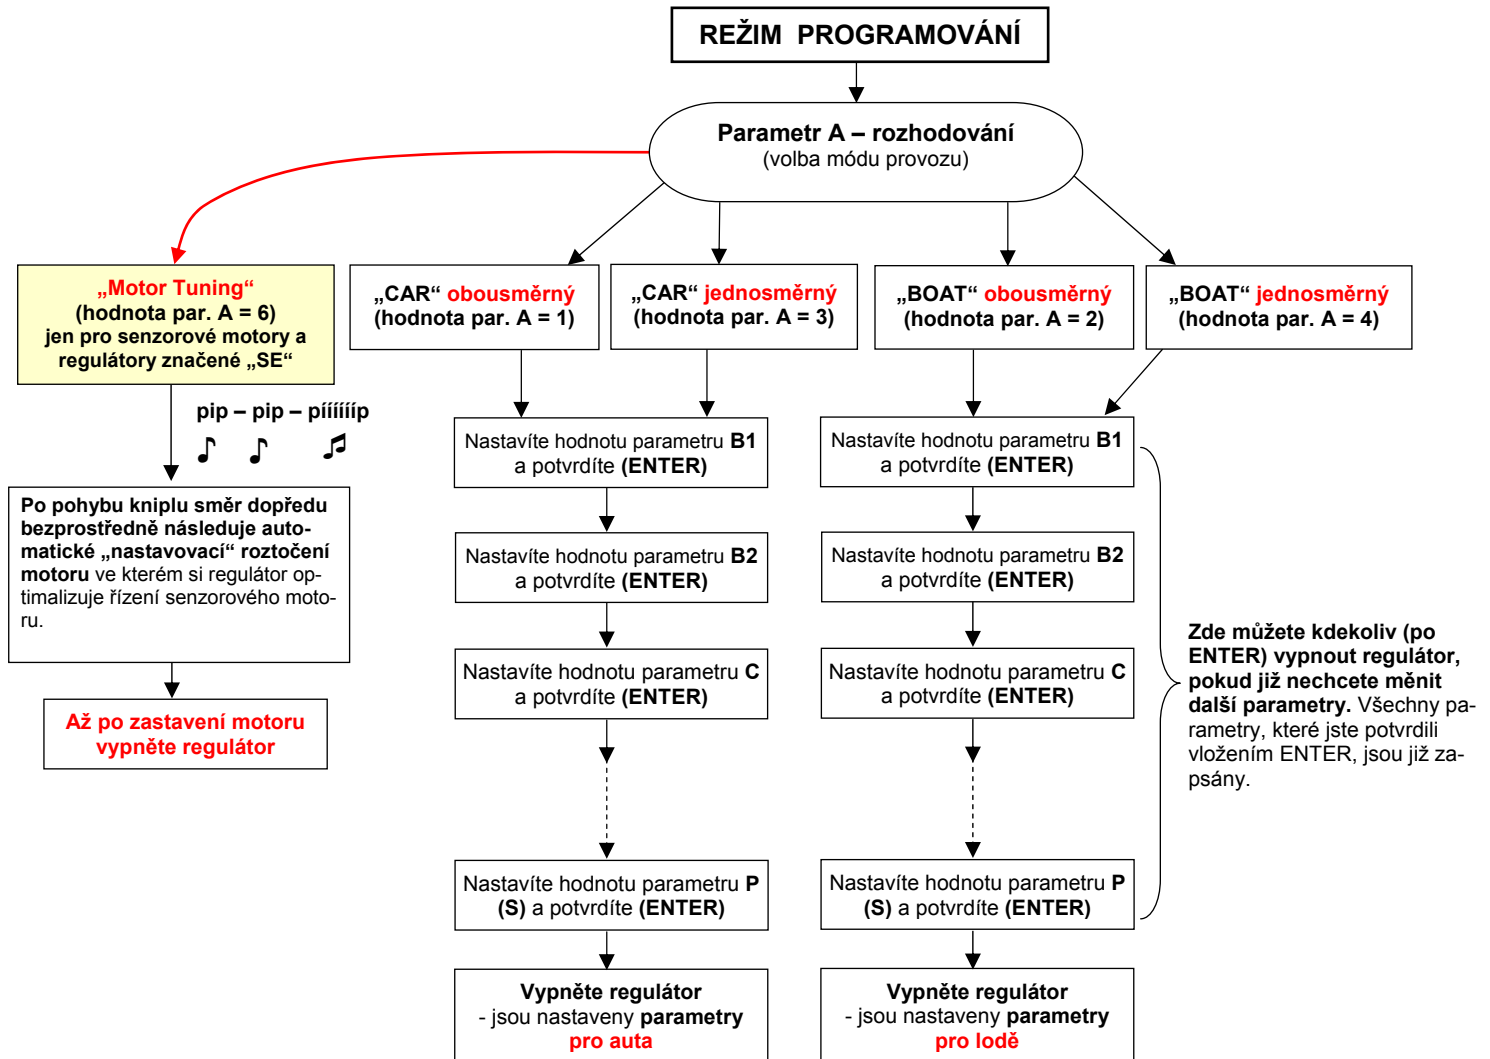 REŽIM PROGRAMOVÁNÍ
Parametr A – rozhodování
(volba módu provozu)
„Motor Tuning“
(hodnota par. A = 6)
jen pro senzorové motory a
regulátory značené „SE“
„CAR“ obousměrný
(hodnota par. A = 1)
„CAR“ jednosměrný
(hodnota par. A = 3)
„BOAT“ obousměrný
(hodnota par. A = 2)
„BOAT“ jednosměrný
(hodnota par. A = 4)
pip – pip – pííííííp
Po pohybu kniplu směr dopředu
bezprostředně následuje auto-
matické „nastavovací“ roztočení
motoru ve kterém si regulátor op-
timalizuje řízení senzorového moto-
ru.
Až po zastavení motoru
vypněte regulátor
Nastavíte hodnotu parametru B1
a potvrdíte (ENTER)
Nastavíte hodnotu parametru B2
a potvrdíte (ENTER)
Nastavíte hodnotu parametru C
a potvrdíte (ENTER)
Nastavíte hodnotu parametru P
(S) a potvrdíte (ENTER)
Vypněte regulátor
- jsou nastaveny parametry
pro auta
Nastavíte hodnotu parametru B1
a potvrdíte (ENTER)
Nastavíte hodnotu parametru B2
a potvrdíte (ENTER)
Nastavíte hodnotu parametru C
a potvrdíte (ENTER)
Nastavíte hodnotu parametru P
(S) a potvrdíte (ENTER)
Vypněte regulátor
- jsou nastaveny parametry
pro lodě
Zde můžete kdekoliv (po
ENTER) vypnout regulátor,
pokud již nechcete měnit
další parametry. Všechny pa-
rametry, které jste potvrdili
vložením ENTER, jsou již za-
psány.